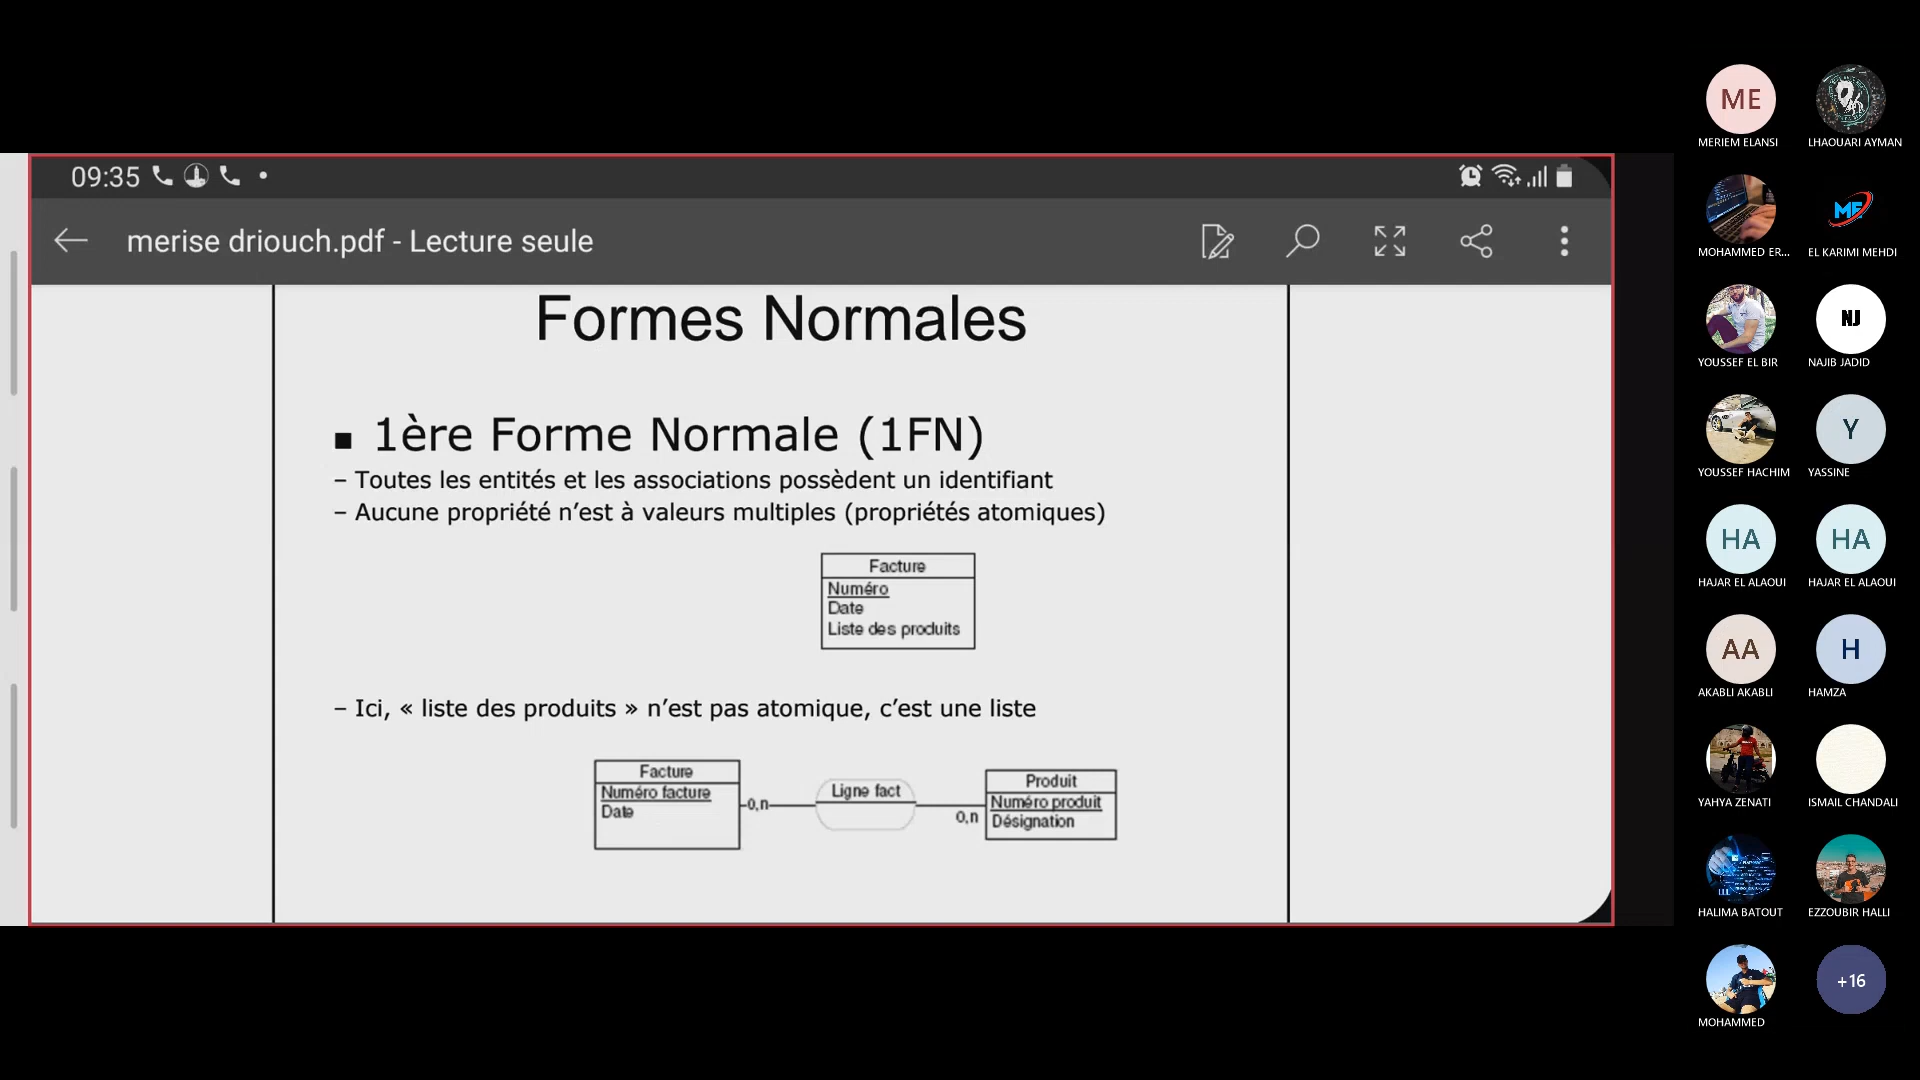 09:35
merise driouch.pdf - Lecture seule
Formes Normales
▪ 1ère Forme Normale (1FN)
– Toutes les entités et les associations possèdent un identifiant
– Aucune propriété n’est à valeurs multiples (propriétés atomiques)
Facture
Numéro
Date
Liste des produits
– Ici, « liste des produits » n’est pas atomique, c’est une liste
Facture
Numéro facture
Date
0,n
Ligne fact
0,n
Produit
Numéro produit
Désignation
ME
MERIEM ELANSI
LHAOUARI AYMAN
MOHAMMED ER...
ME
EL KARIMI MEHDI
YOUSSEF EL BIR
NJ
NAJIB JADID
YOUSSEF HACHIM
Y
YASSINE
HA
HAJAR EL ALAOUI
HA
HAJAR EL ALAOUI
AA
AKABLI AKABLI
H
HAMZA
YAHYA ZENATI
ISMAIL CHANDALI
HALIMA BATOUT
EZZOUBIR HALLI
MOHAMMED
+16